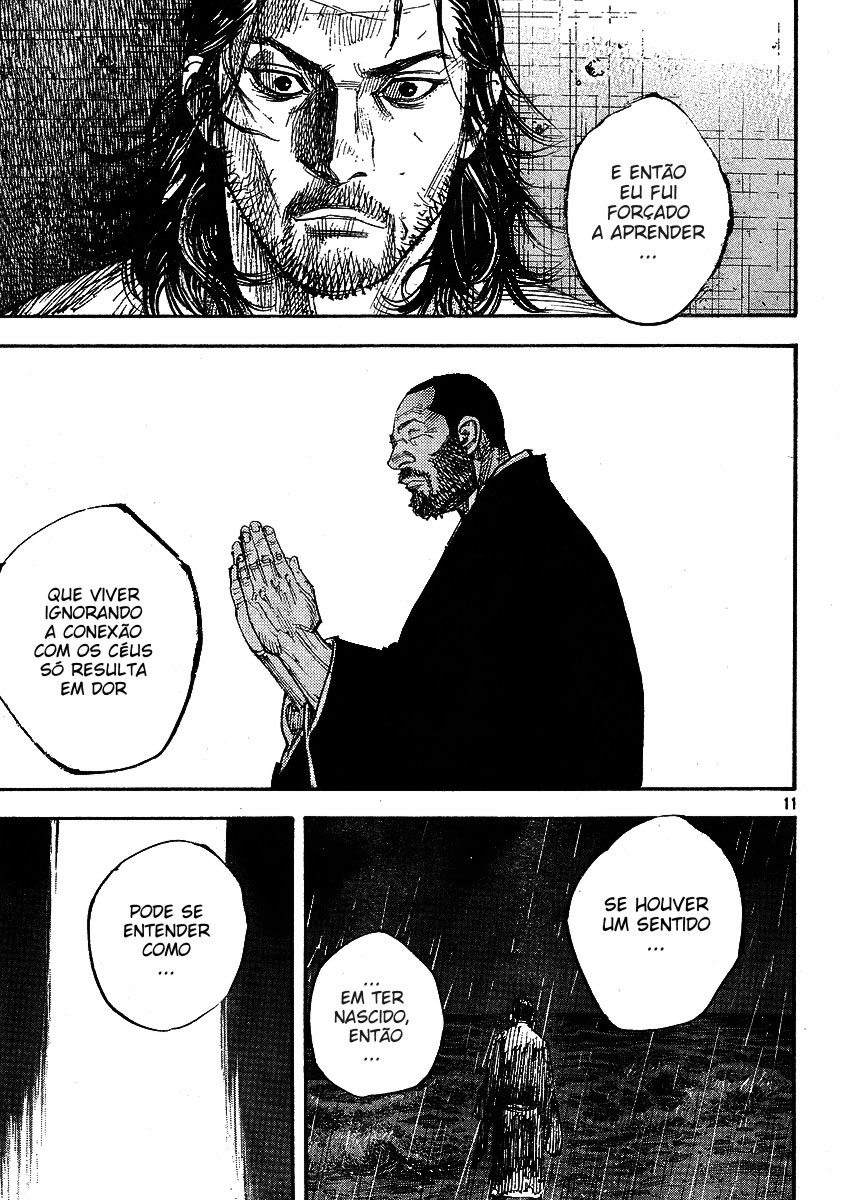 E ENTÃO
EU FUI
FORÇADO
A APRENDER
...
QUE VIVER
IGNORANDO
A CONEXÃO
COM OS CÉUS
SÓ RESULTA
EM DOR
11
SE HOUVER
UM SENTIDO
...
...
EM TER
NASCIDO,
ENTÃO
...
PODE SE
ENTENDER
COMO
...